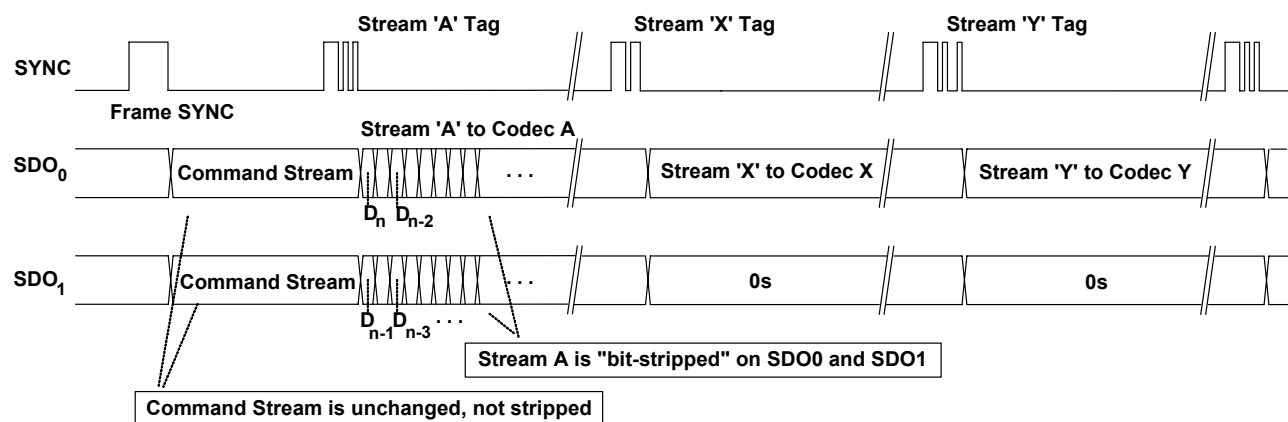 Stream 'A' Tag
Stream 'X' Tag
Stream 'Y' Tag
SYNC
Frame SYNC
Stream 'A' to Codec A
SDO0
Command Stream
. . .
Stream 'X' to Codec X
Stream 'Y' to Codec Y
Dn
Dn-2
SDO1
Command Stream
. . .
0s
0s
Dn-1
Dn-3
. . .
Stream A is "bit-stripped" on SDO0 and SDO1
Command Stream is unchanged, not stripped